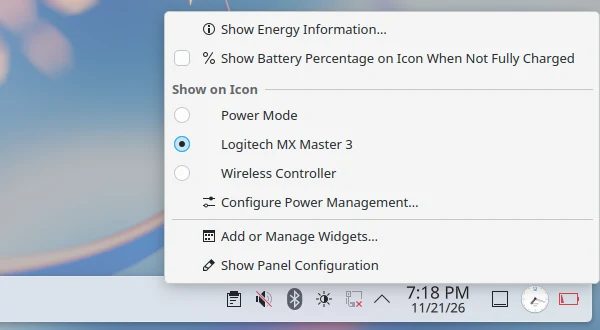 Show Energy Information...
% Show Battery Percentage on Icon When Not Fully Charged
Show on Icon
Power Mode
Logitech MX Master 3
Wireless Controller
Configure Power Management...
Add or Manage Widgets...
Show Panel Configuration
7:18 PM
11/21/26